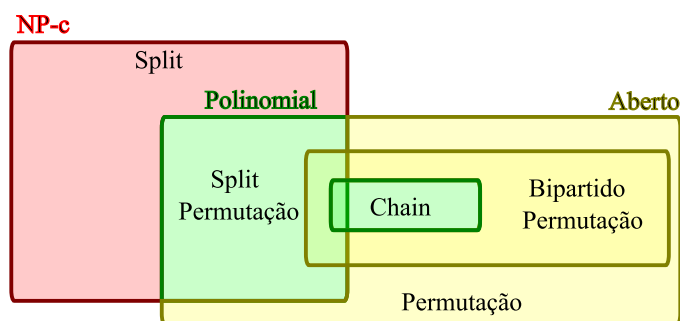 NP-c
Split
Polinomial
Aberto
Split
Permutação
Chain
Bipartido
Permutação
Permutação